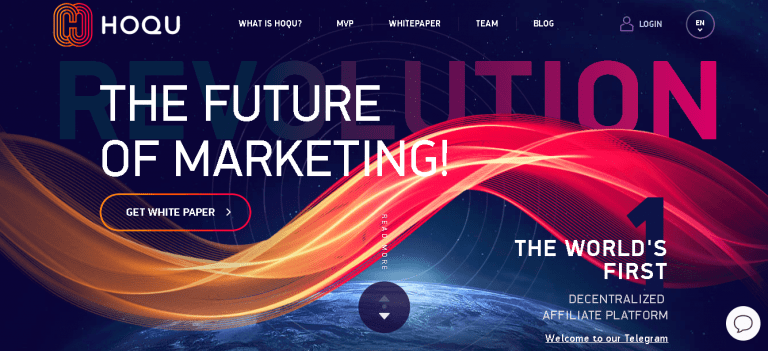 HOQU
WHAT IS HOQU?
MVP
WHITEPAPER
TEAM
BLOG
LOGIN
EN
REVOLUTION
THE FUTURE
OF MARKETING!
GET WHITE PAPER
READ MORE
1
THE WORLD'S
FIRST
DECENTRALIZED
AFFILIATE PLATFORM
Welcome to our Telegram